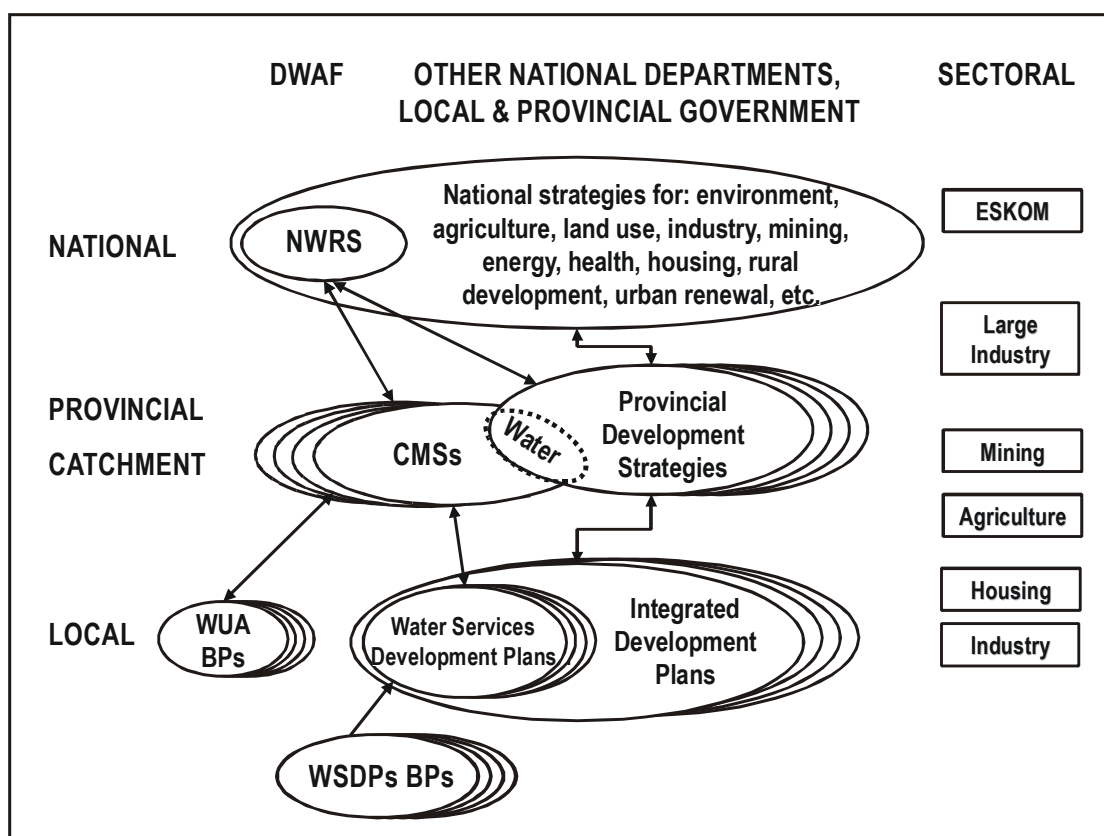 DWAF
OTHER NATIONAL DEPARTMENTS,
LOCAL & PROVINCIAL GOVERNMENT
SECTORAL
NATIONAL
NWRS
National strategies for: environment,
agriculture, land use, industry, mining,
energy, health, housing, rural
development, urban renewal, etc.
ESKOM
Large
Industry
PROVINCIAL
CATCHMENT
CMSs
Water
Provincial
Development
Strategies
Mining
Agriculture
LOCAL
WUA
BPs
Water Services
Development Plans
Integrated
Development
Plans
Housing
Industry
WSDPs BPs